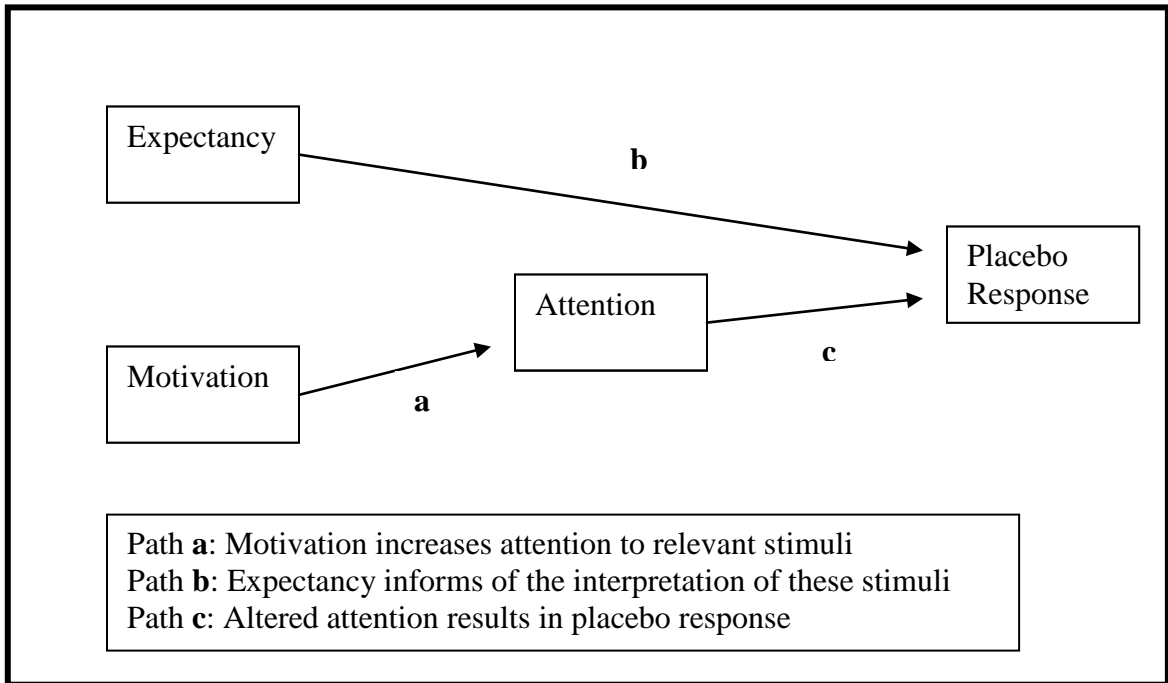 Expectancy
b
Placebo
Response
Attention
c
Motivation
a
Path a: Motivation increases attention to relevant stimuli
Path b: Expectancy informs of the interpretation of these stimuli
Path c: Altered attention results in placebo response